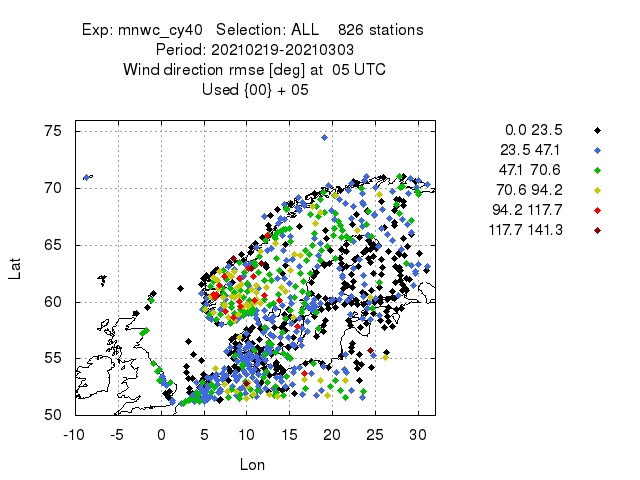 Exp: mnwc_cy40 Selection: ALL 826 stations
Period: 20210219-20210303
Wind direction rmse [deg] at 05 UTC
Used {00} + 05
0.0 23.5
23.5 47.1
47.1 70.6
70.6 94.2
94.2 117.7
117.7 141.3
75
70
65
60
55
50
Lat
-10 -5 0 5 10 15 20 25 30
Lon